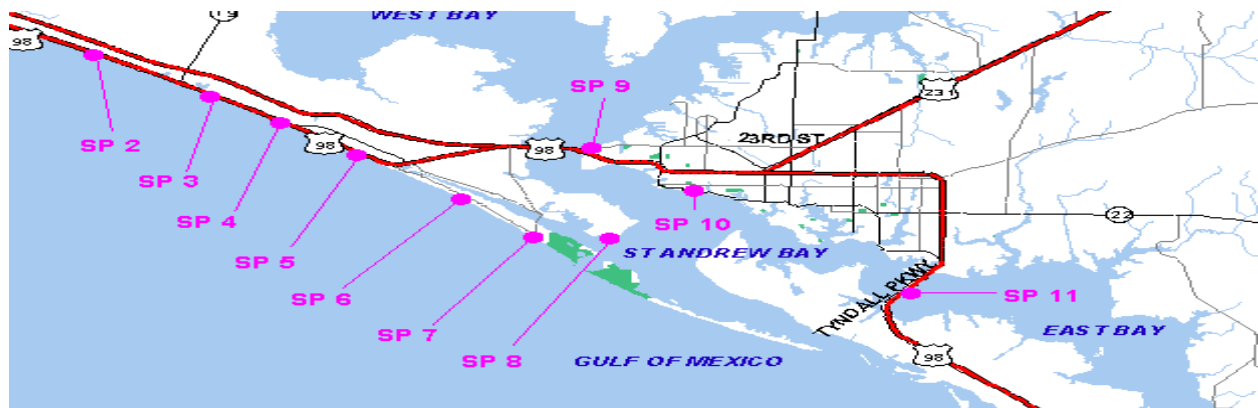 WEST BAY
19
98
SP 9
231
SP 2
23RD ST
98
98
SP 3
SP 4
SP 10
22
SP 5
ST ANDREW BAY
SP 6
SP 11
TYNDALL PKWY
SP 7
SP 8
EAST BAY
GULF OF MEXICO
98